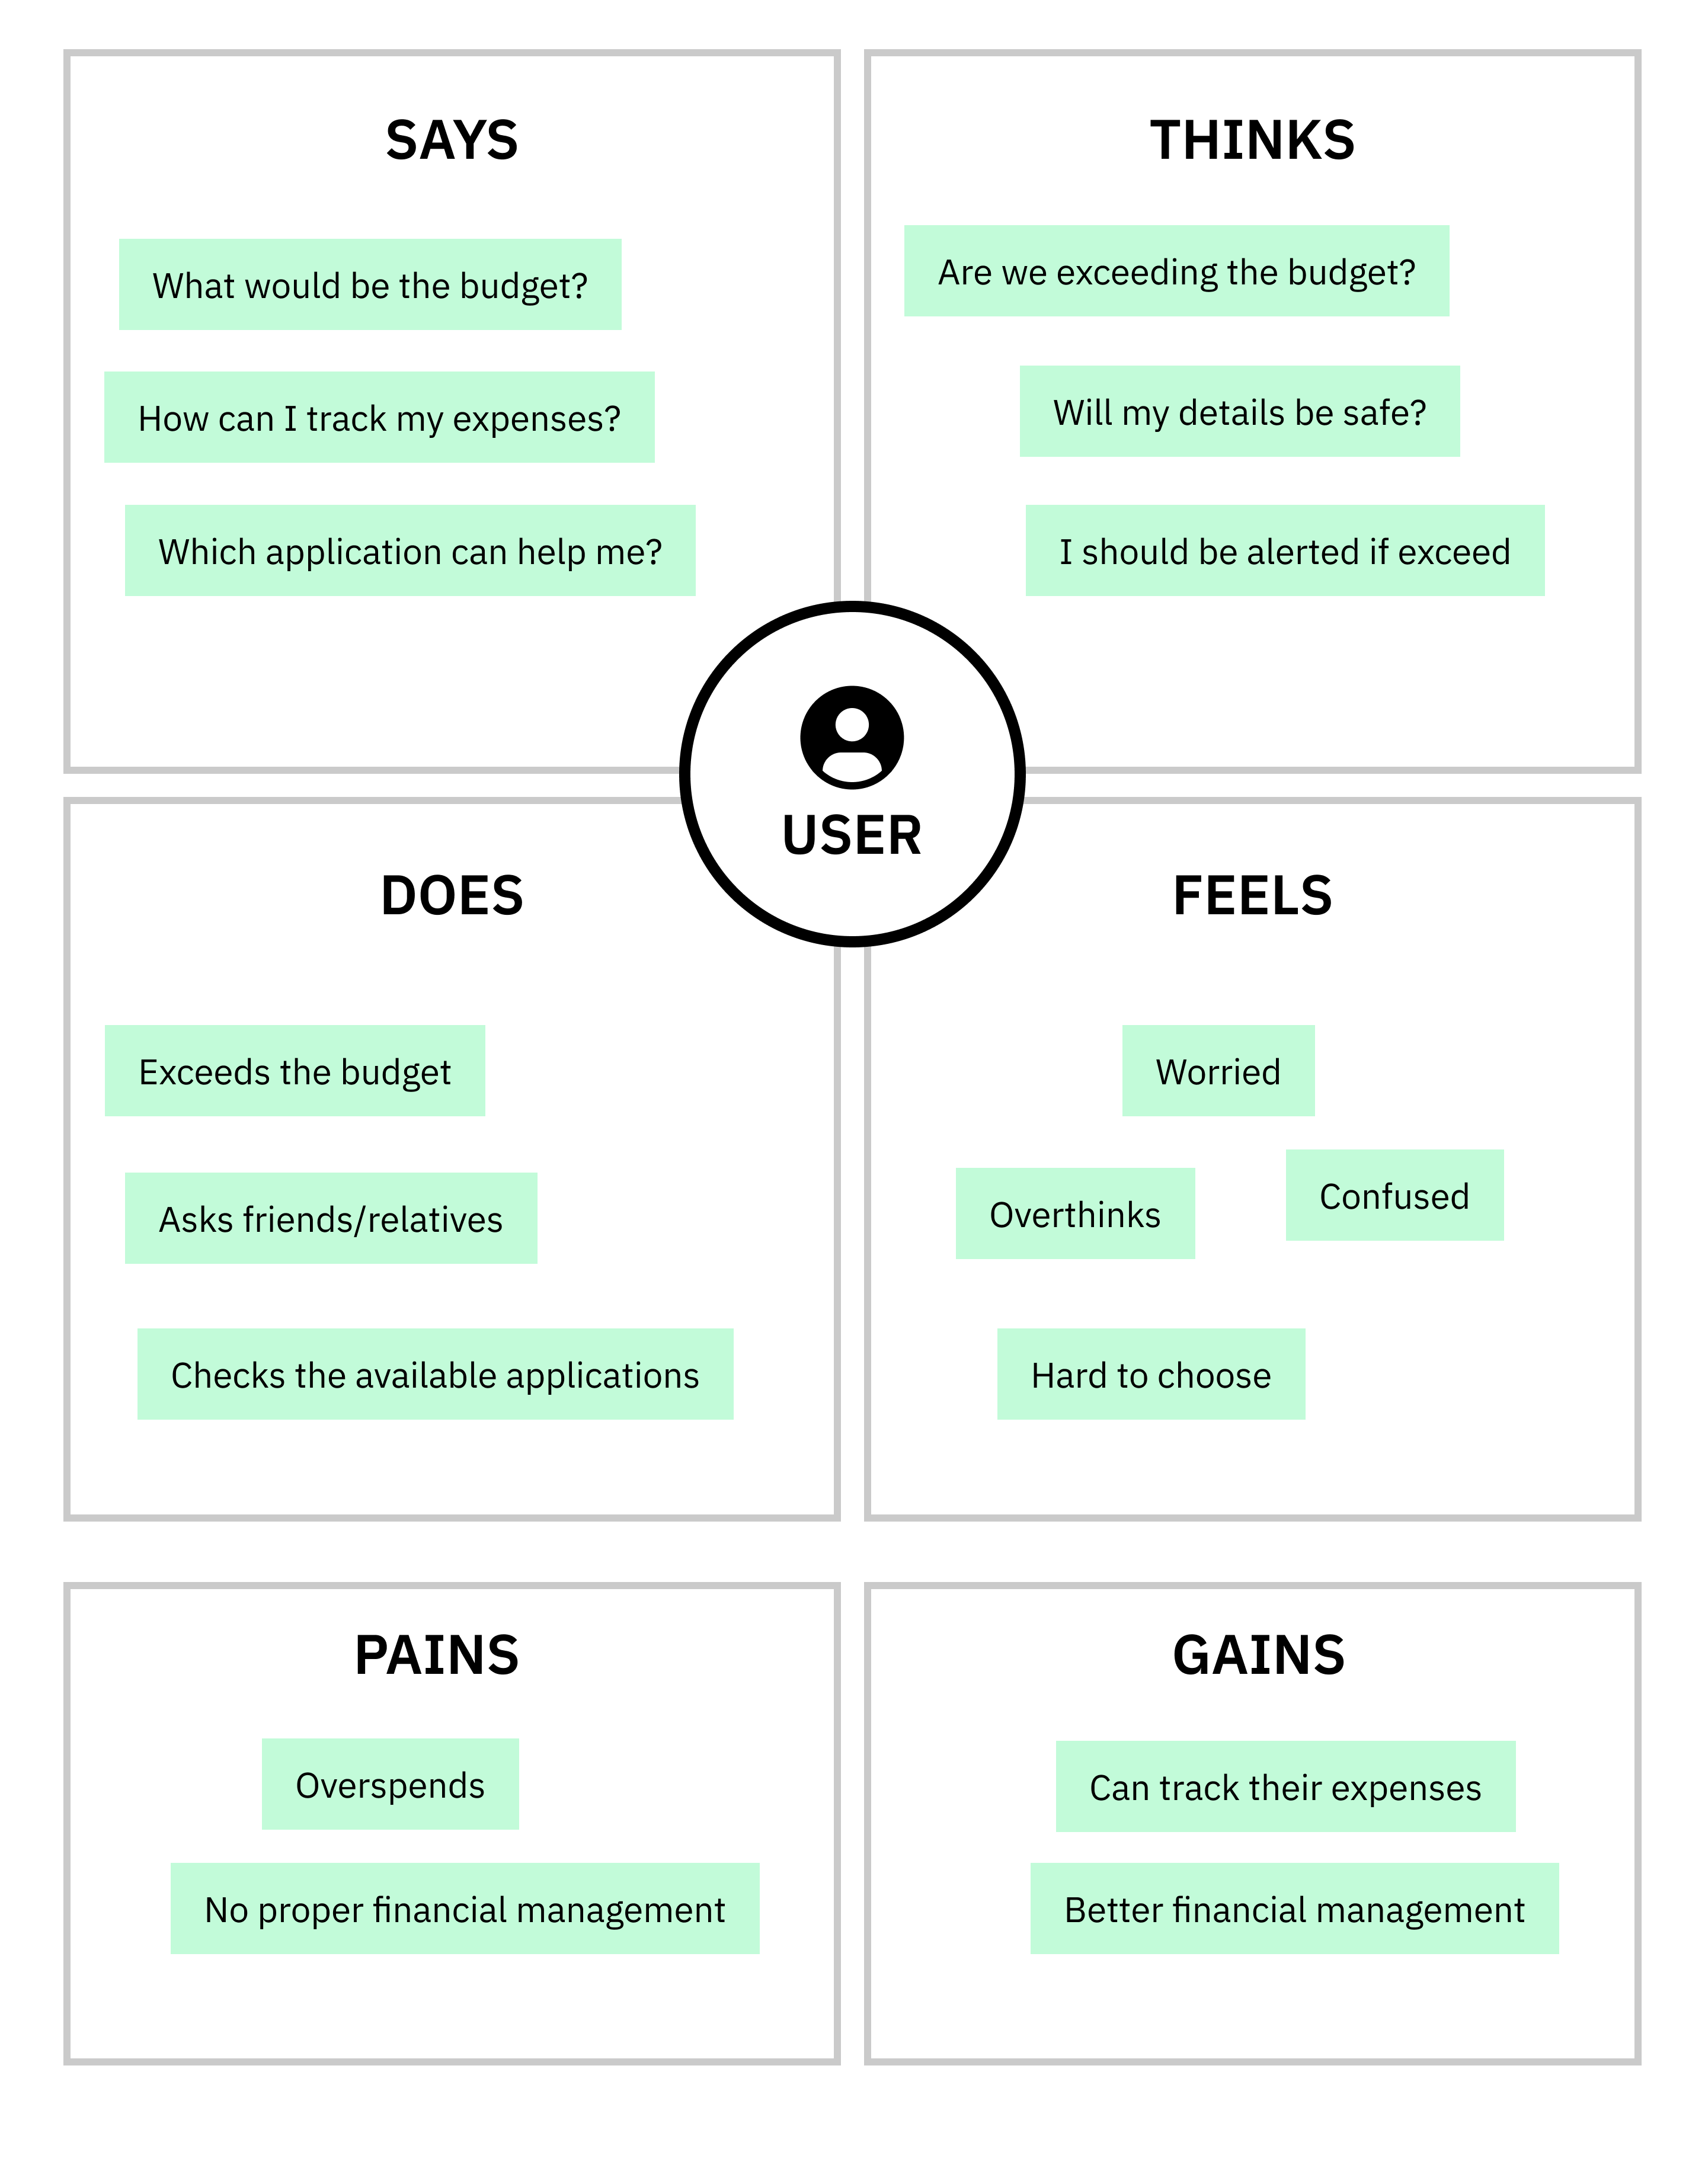 SAYS
What would be the budget?
How can I track my expenses?
Which application can help me?
THINKS
Are we exceeding the budget?
Will my details be safe?
I should be alerted if exceed
USER
DOES
Exceeds the budget
Asks friends/relatives
Checks the available applications
FEELS
Worried
Overthinks
Confused
Hard to choose
PAINS
Overspends
No proper financial management
GAINS
Can track their expenses
Better financial management